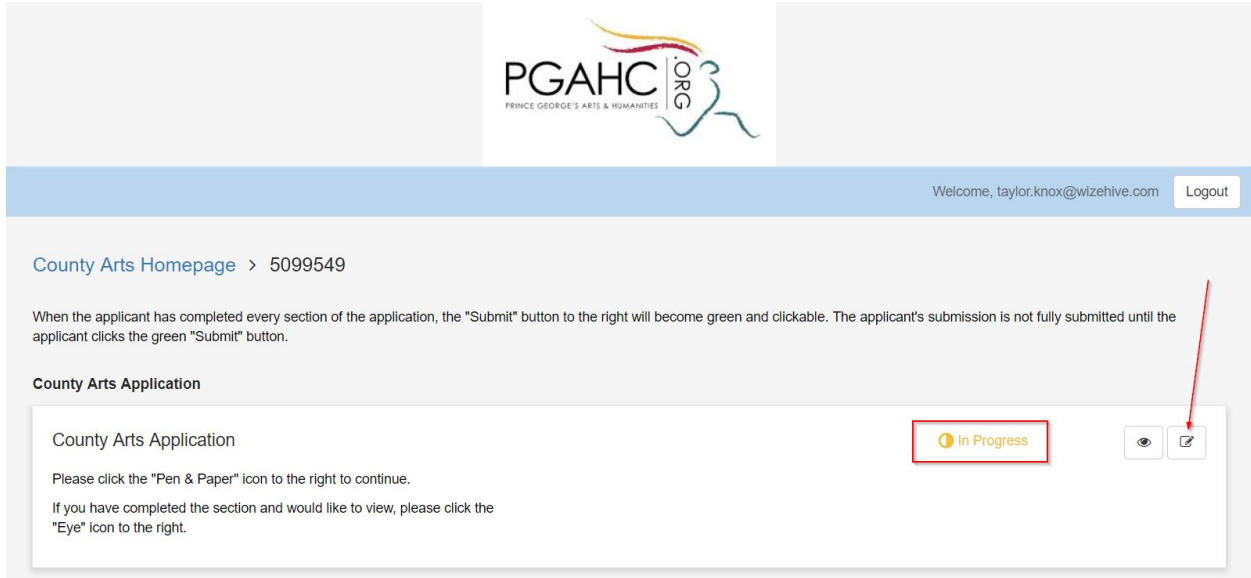 PGAHC .ORG
PRINCE GEORGE'S ARTS & HUMANITIES
Welcome, taylor.knox@wizehive.com Logout
County Arts Homepage > 5099549
When the applicant has completed every section of the application, the "Submit" button to the right will become green and clickable. The applicant's submission is not fully submitted until the
applicant clicks the green "Submit" button.
County Arts Application
County Arts Application In Progress
Please click the "Pen & Paper" icon to the right to continue.
If you have completed the section and would like to view, please click the
"Eye" icon to the right.